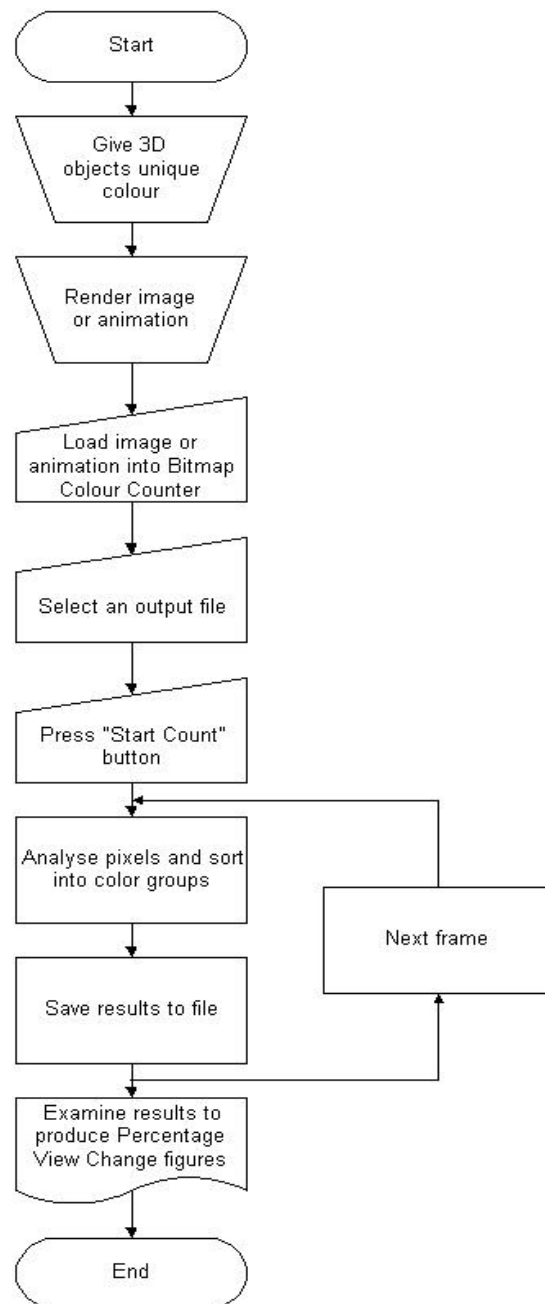 Start
Give 3D
objects unique
colour
Render image
or animation
Load image or
animation into Bitmap
Colour Counter
Select an output file
Press "Start Count"
button
Analyse pixels and sort
into color groups
Next frame
Save results to file
Examine results to
produce Percentage
View Change figures
End